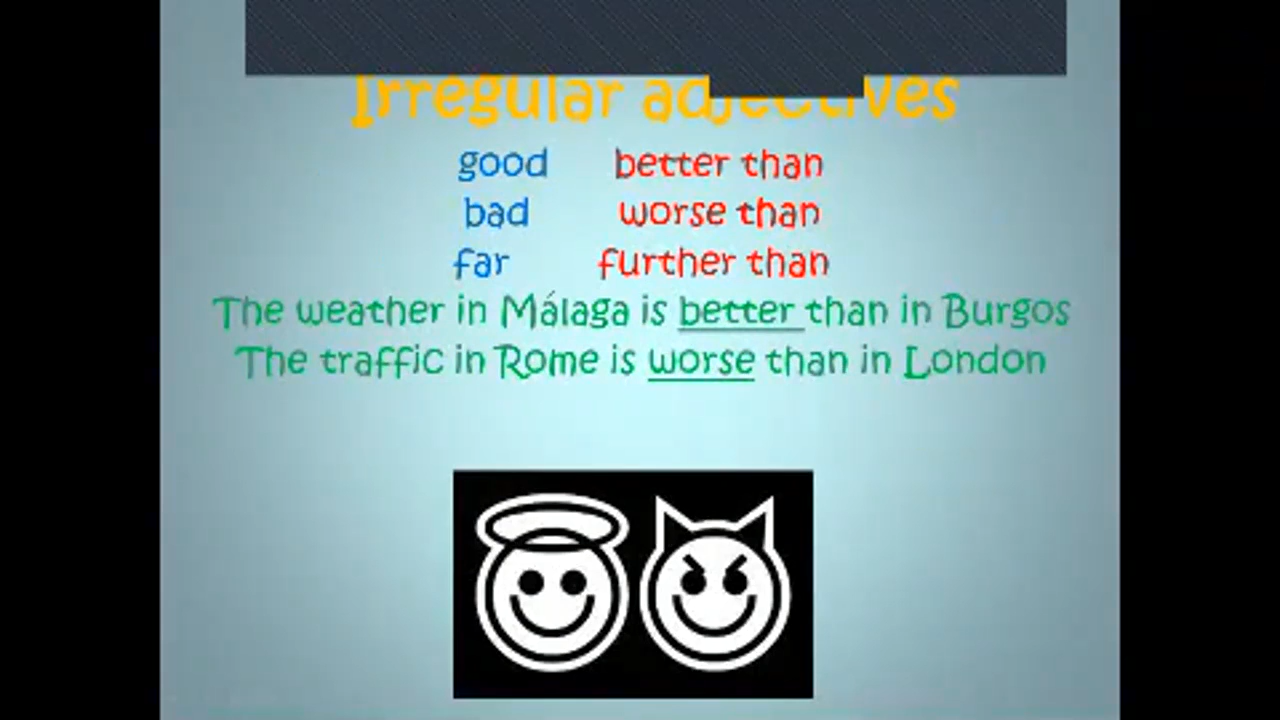 Irregular adjectives
good better than
bad worse than
far further than
The weather in Málaga is better than in Burgos
The traffic in Rome is worse than in London